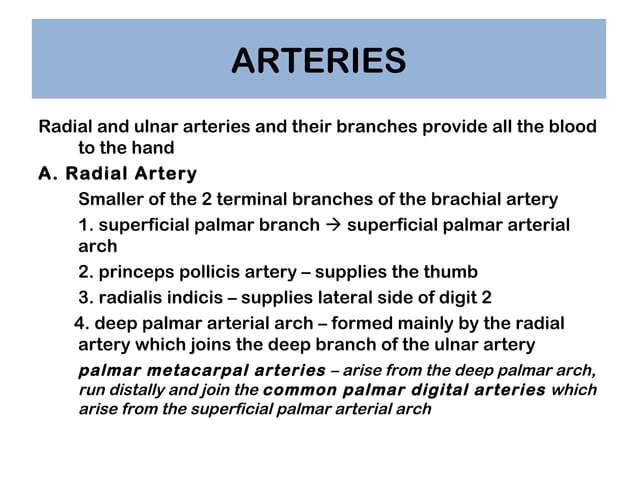 ARTERIES
Radial and ulnar arteries and their branches provide all the blood
to the hand
A. Radial Artery
Smaller of the 2 terminal branches of the brachial artery
1. superficial palmar branch → superficial palmar arterial
arch
2. princeps pollicis artery – supplies the thumb
3. radialis indicis – supplies lateral side of digit 2
4. deep palmar arterial arch – formed mainly by the radial
artery which joins the deep branch of the ulnar artery
palmar metacarpal arteries – arise from the deep palmar arch,
run distally and join the common palmar digital arteries which
arise from the superficial palmar arterial arch